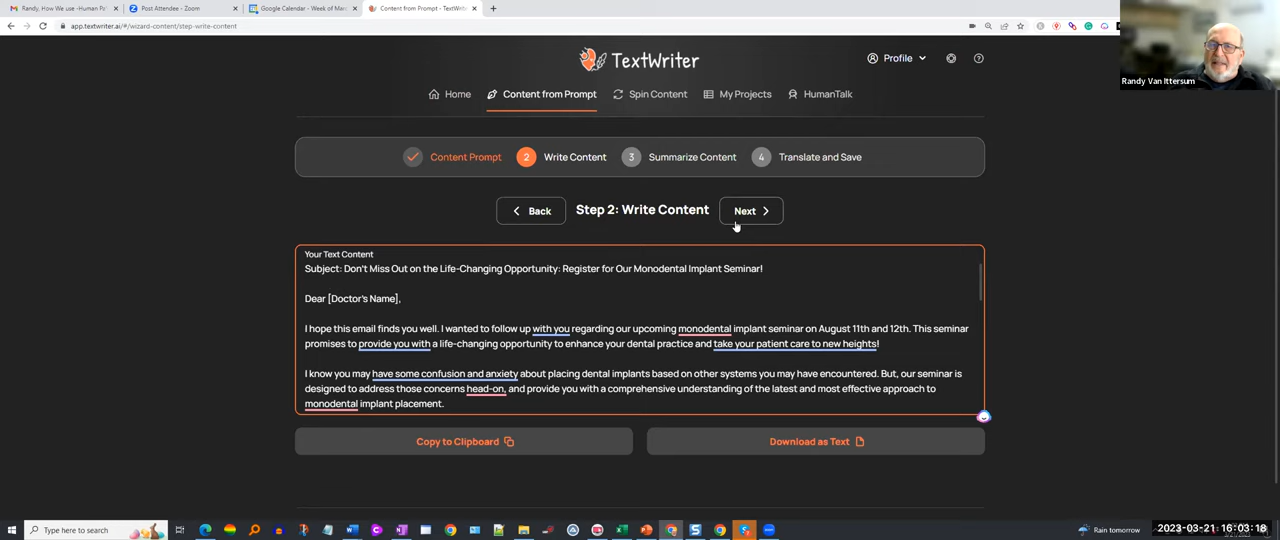 Randy, How We use -Human Pa
Post Attendee - Zoom
Google Calendar - Week of Marc
Content from Prompt - TextWrite
app.textwriter.ai/#/wizard-content/step-write-content
TextWriter
Profile
Randy Van Ittersum
Home
Content from Prompt
Spin Content
My Projects
HumanTalk
Content Prompt
2 Write Content
3 Summarize Content
4 Translate and Save
Back
Step 2: Write Content
Next
Your Text Content
Subject: Don't Miss Out on the Life-Changing Opportunity: Register for Our Monodental Implant Seminar!
Dear [Doctor's Name],
I hope this email finds you well. I wanted to follow up with you regarding our upcoming monodental implant seminar on August 11th and 12th. This seminar
promises to provide you with a life-changing opportunity to enhance your dental practice and take your patient care to new heights!
I know you may have some confusion and anxiety about placing dental implants based on other systems you may have encountered. But, our seminar is
designed to address those concerns head-on, and provide you with a comprehensive understanding of the latest and most effective approach to
monodental implant placement.
Copy to Clipboard
Download as Text
Type here to search
Rain tomorrow
2023-03-21 16:03:18